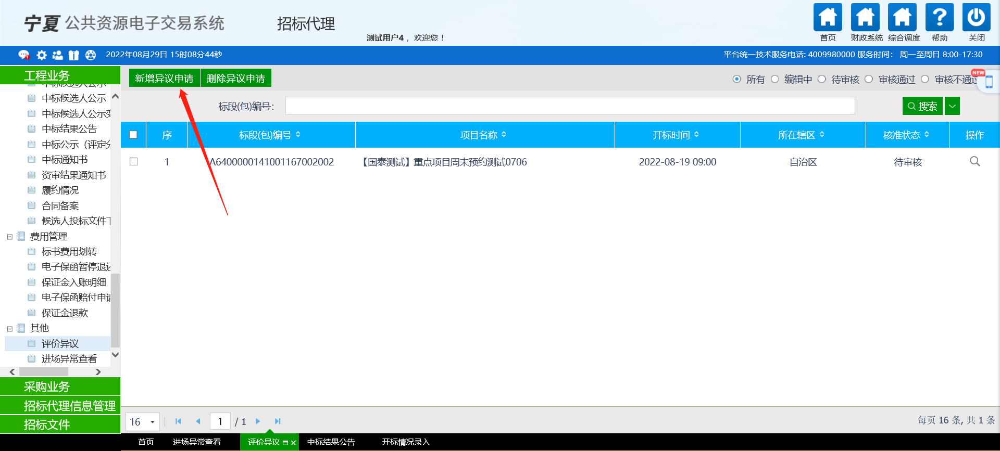 宁夏 公共资源电子交易系统
招标代理
测试用户4 ，欢迎您！
首页
财政系统
综合调度
帮助
关闭
2022年08月29日 15时08分44秒
平台统一技术服务电话: 4009980000 服务时间： 周一至周日 8:00-17:30
工程业务
中标候选人公示
中标候选人公示
中标候选人公示变
中标结果公告
中标公示（评定分
中标通知书
资审结果通知书
履约情况
合同备案
候选人投标文件下
费用管理
标书费用划转
电子保函暂停退还
保证金入账明细
电子保函赔付申请
保证金退款
其他
评价异议
进场异常查看
采购业务
招标代理信息管理
招标文件
新增异议申请 删除异议申请
所有 编辑中 待审核 审核通过 审核不通过
NEW
标段(包)编号:
搜索
序 标段(包)编号 项目名称 开标时间 所在辖区 核准状态 操作
1 A6400000141001167002002 【国泰测试】重点项目周末预约测试0706 2022-08-19 09:00 自治区 待审核
16 1 / 1
每页 16 条, 共 1 条
首页 进场异常查看 评价异议 中标结果公告 开标情况录入